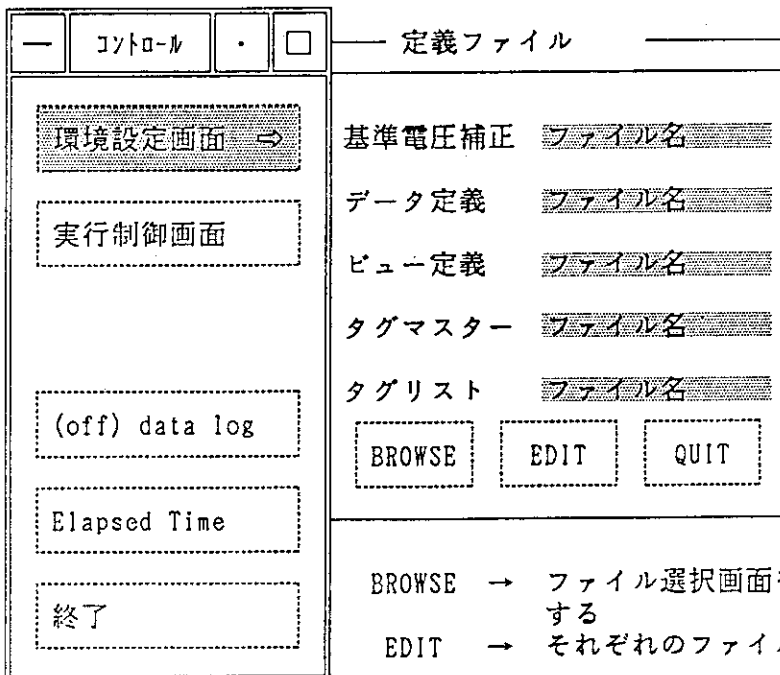 コントロール
環境設定画面 ⇨
実行制御画面
(off) data log
Elapsed Time
終了
定義ファイル
基準電圧補正 ファイル名
データ定義 ファイル名
ビュー定義 ファイル名
タグマスター ファイル名
タグリスト ファイル名
BROWSE EDIT QUIT
BROWSE → ファイル選択画面
する
EDIT → それぞれのファイル